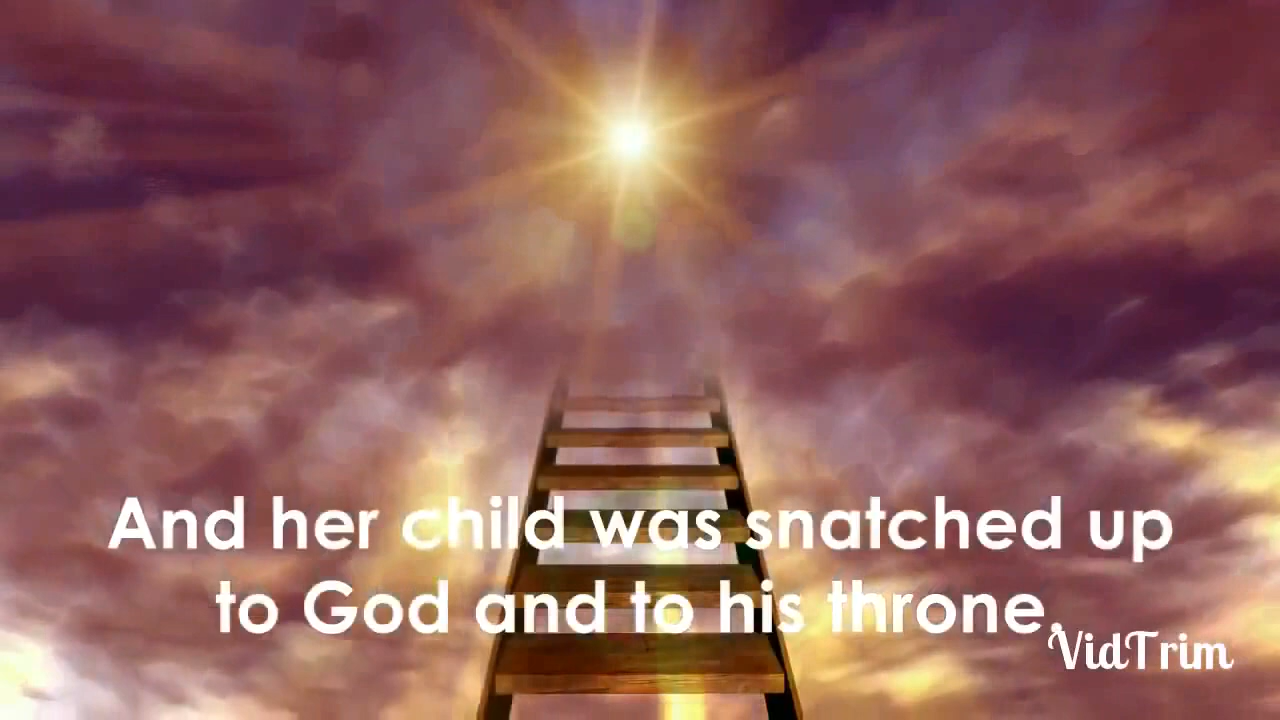 And her child was snatched up
to God and to his throne.
VidTrim